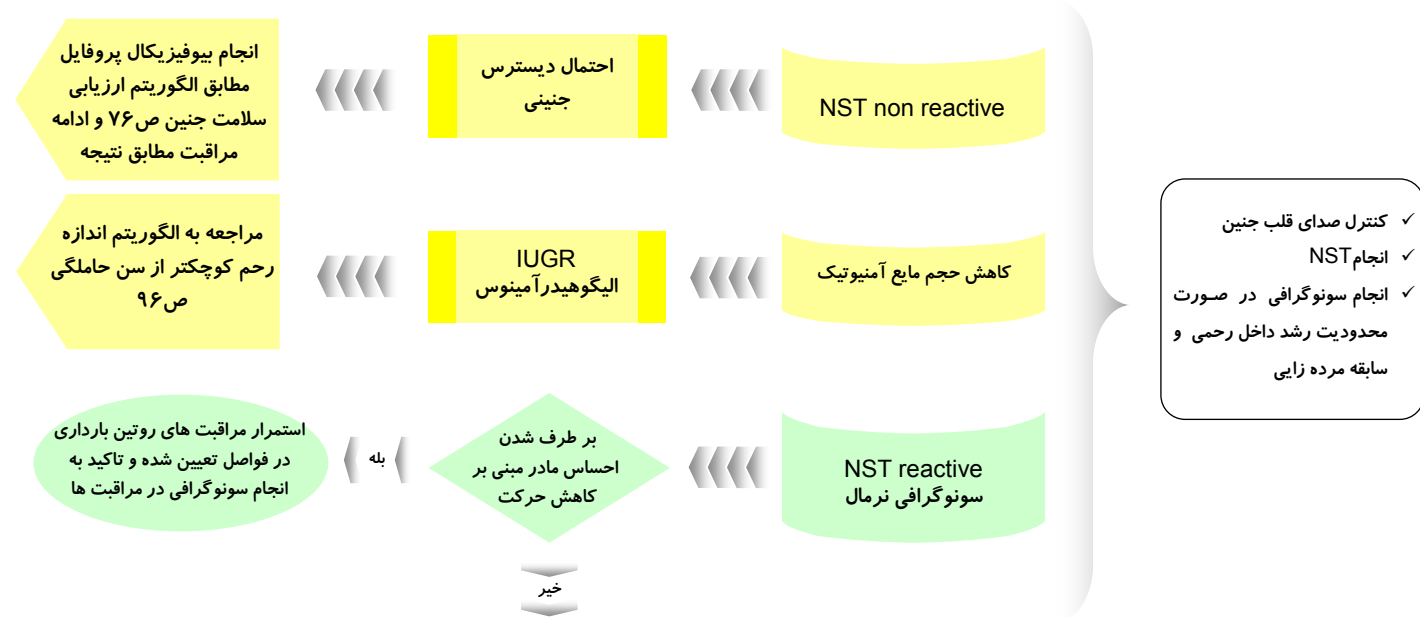 ✓ کنترل صدای قلب جنین
✓ انجامNST
✓ انجام سونوگرافی در صورت
محدودیت رشد داخل رحمی و
سابقه مرده زایی
NST non reactive
احتمال دیسترس
جنینی
انجام بیوفیزیکال پروفایل
مطابق الگوریتم ارزیابی
سلامت جنین ص۷۶ و ادامه
مراقبت مطابق نتیجه
کاهش حجم مایع آمنیوتیک
IUGR
الیگوهیدرآمینوس
مراجعه به الگوریتم اندازه
رحم کوچکتر از سن حاملگی
ص۹۶
NST reactive
سونوگرافی نرمال
بر طرف شدن
احساس مادر مبنی بر
کاهش حرکت
بله
استمرار مراقبت های روتین بارداری
در فواصل تعیین شده و تاکید به
انجام سونوگرافی در مراقبت ها
خیر